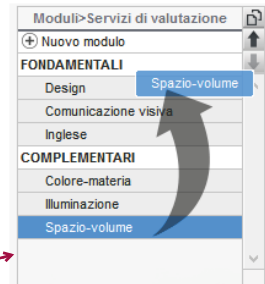 Moduli>Servizi di valutazione
Nuovo modulo
FONDAMENTALI
Design
Spazio-volume
Comunicazione visiva
Inglese
COMPLEMENTARI
Colore-materia
Illuminazione
Spazio-volume